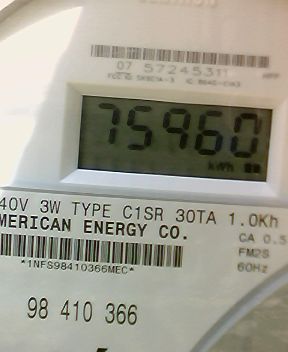 07 57245311
75960
kWh
40V 3W TYPE C1SR 30TA 1.0Kh
MERICAN ENERGY CO.
CA 0.5
FM2S
*1NFS98410366MEC*
60Hz
98 410 366